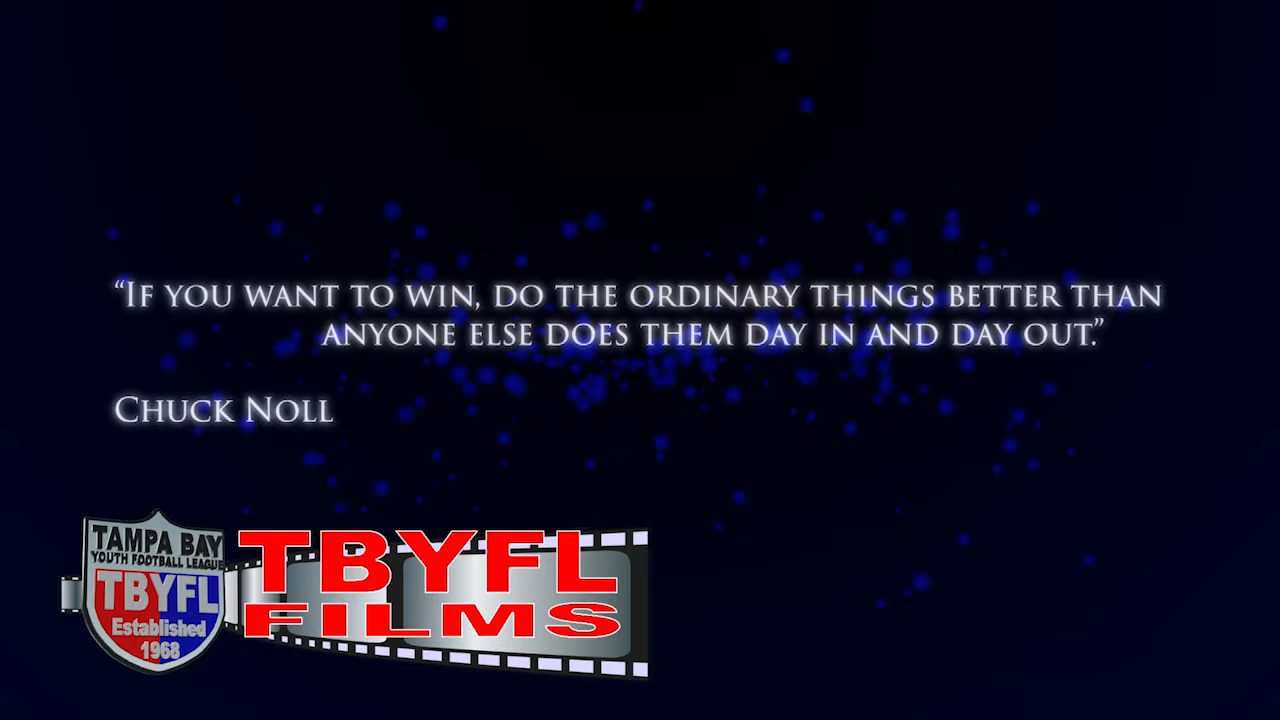 “If you want to win, do the ordinary things better than
anyone else does them day in and day out.”
Chuck Noll
TAMPA BAY
YOUTH FOOTBALL LEAGUE
TBYFL
Established
1968
TBYFL
FILMS